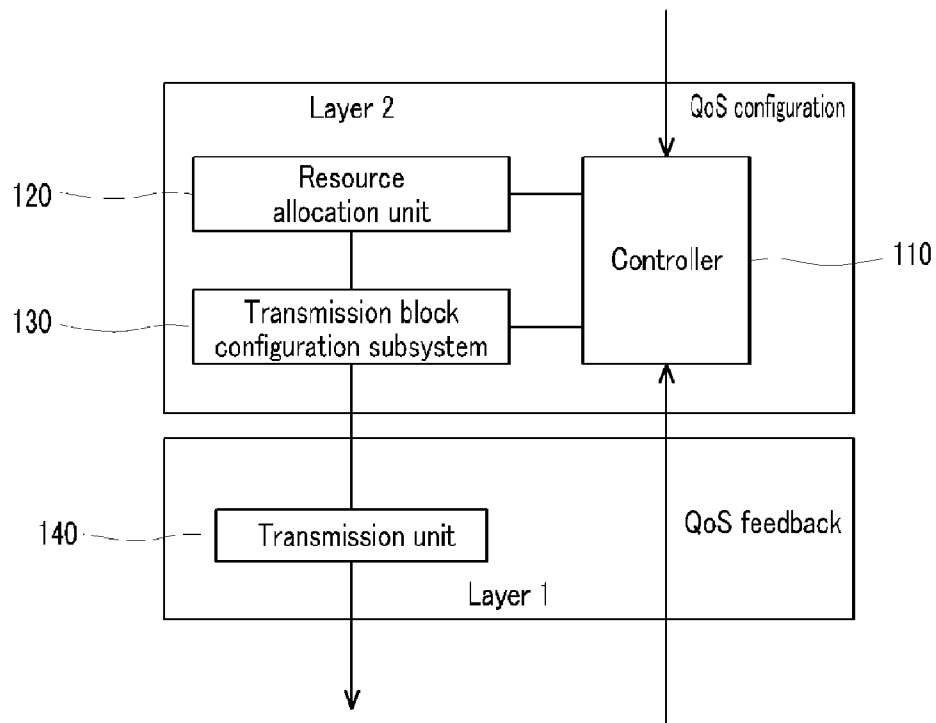 Layer 2
QoS configuration
120
Resource
allocation unit
Controller
110
130
Transmission block
configuration subsystem
140
Transmission unit
QoS feedback
Layer 1